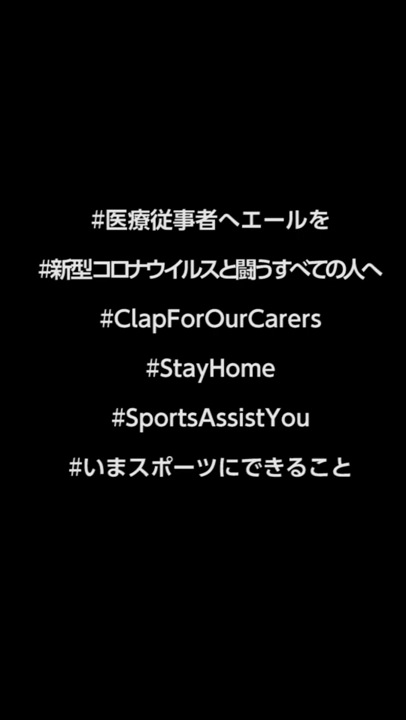 #医療従事者へエールを
#新型コロナウイルスと闘うすべての人へ
#ClapForOurCarers
#StayHome
#SportsAssistYou
#いまスポーツにできること